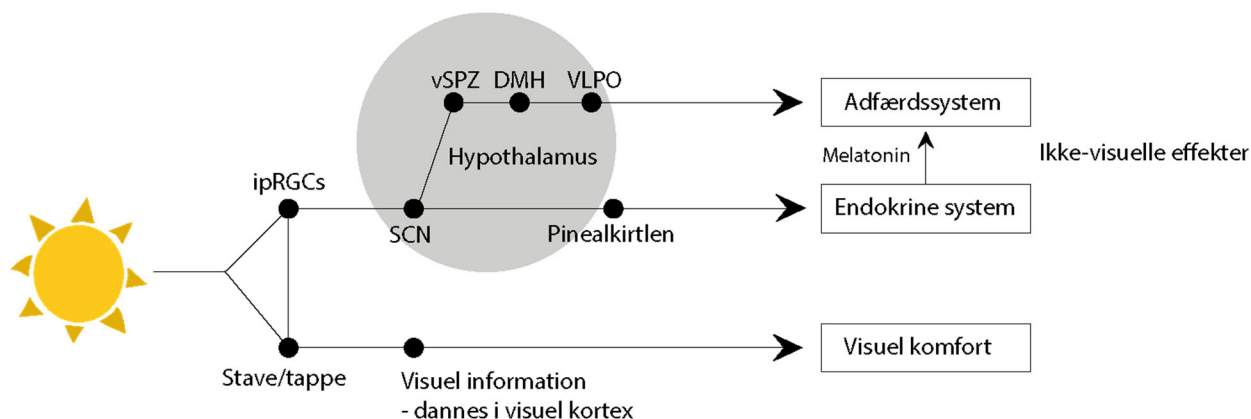 vSPZ DMH VLPO
Adfærdssystem
Hypothalamus
Melatonin
Ikke-visuelle effekter
ipRGCs
SCN
Pinealkirtlen
Endokrine system
Stave/tappe
Visuel information
- dannes i visuel kortex
Visuel komfort